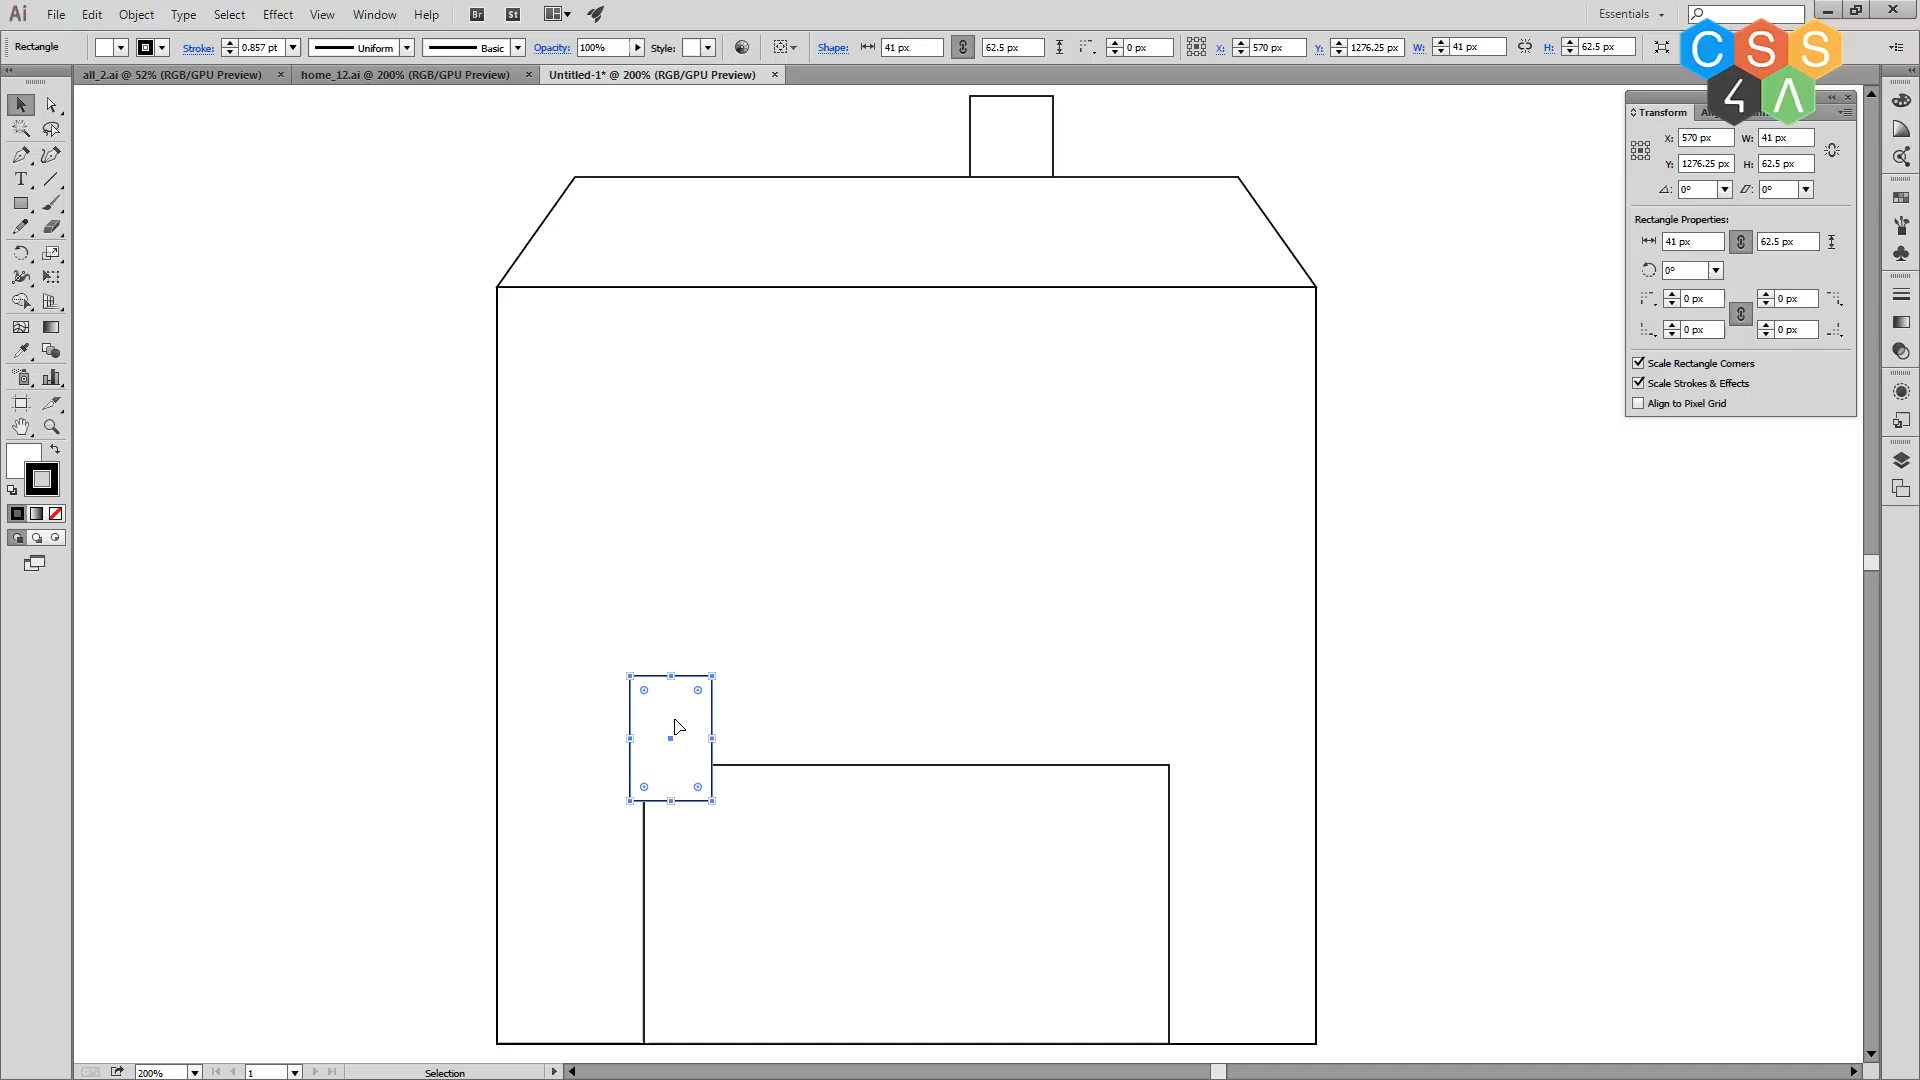 Ai File Edit Object Type Select Effect View Window Help Br St Essentials
Rectangle Stroke: 0.857 pt Uniform Basic Opacity: 100% Style: Shape: 41 px 62.5 px 0 px X: 570 px Y: 1276.25 px W: 41 px H: 62.5 px
CSS
4Λ
all_2.ai @ 52% (RGB/GPU Preview) × home_12.ai @ 200% (RGB/GPU Preview) × Untitled-1* @ 200% (RGB/GPU Preview) ×
Transform
X: 570 px W: 41 px
Y: 1276.25 px H: 62.5 px
0° 0°
Rectangle Properties:
41 px 62.5 px
0°
0 px 0 px
0 px 0 px
Scale Rectangle Corners
Scale Strokes & Effects
Align to Pixel Grid
200% 1 Selection